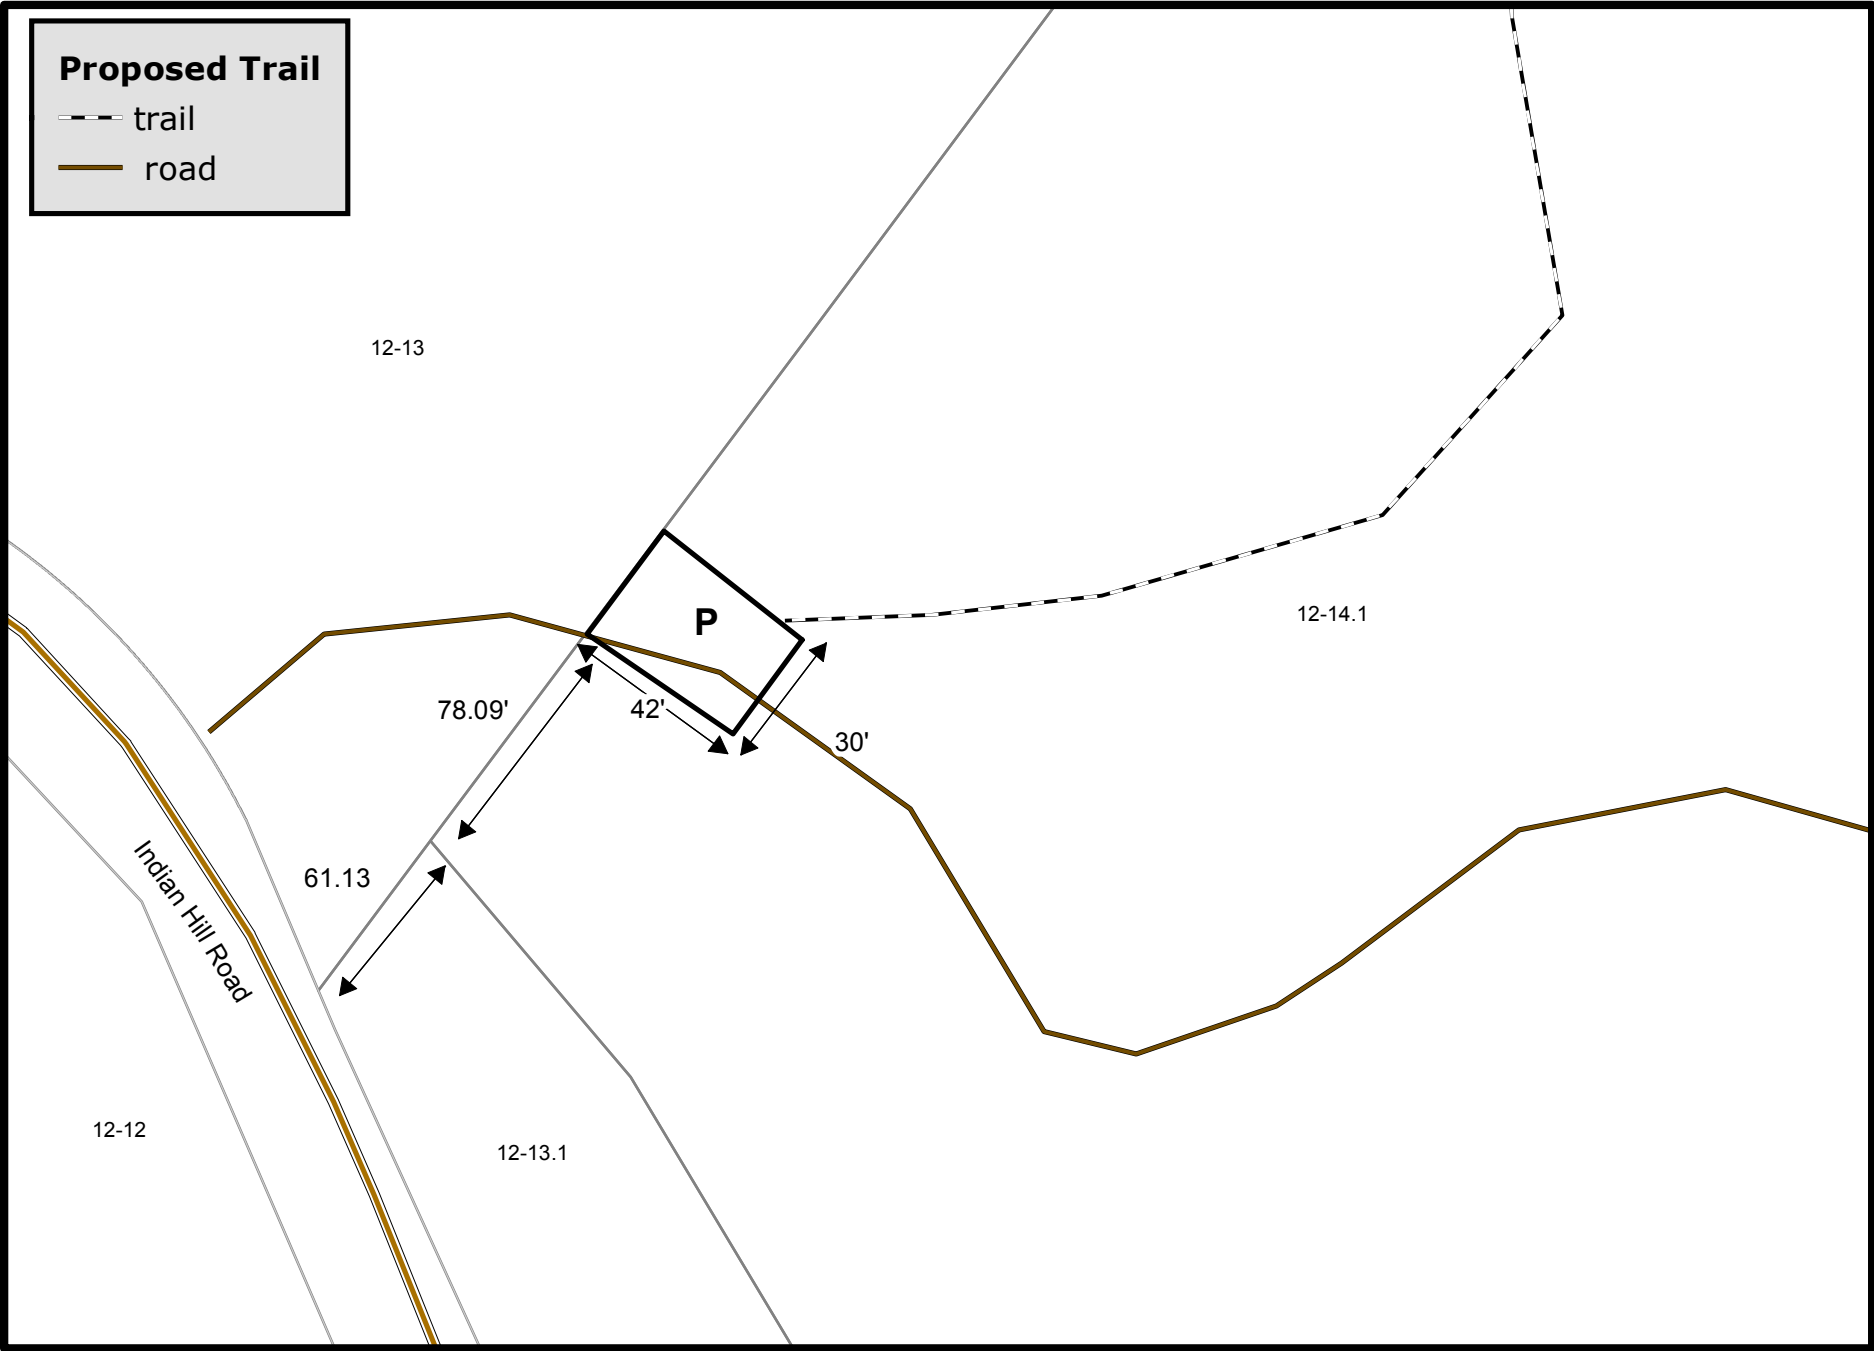 Proposed Trail
trail
road
12-13
P
12-14.1
78.09'
42'
30'
61.13
Indian Hill Road
12-12
12-13.1